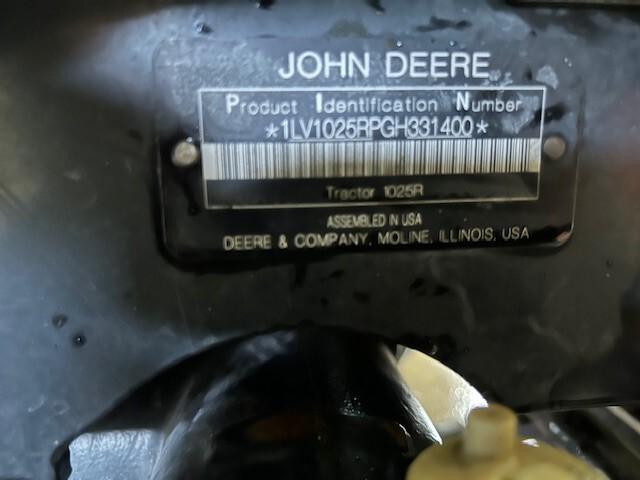 JOHN DEERE
Product Identification Number
*1LV1025RPGH331400*
Tractor 1025R
ASSEMBLED IN USA
DEERE & COMPANY, MOLINE, ILLINOIS, USA